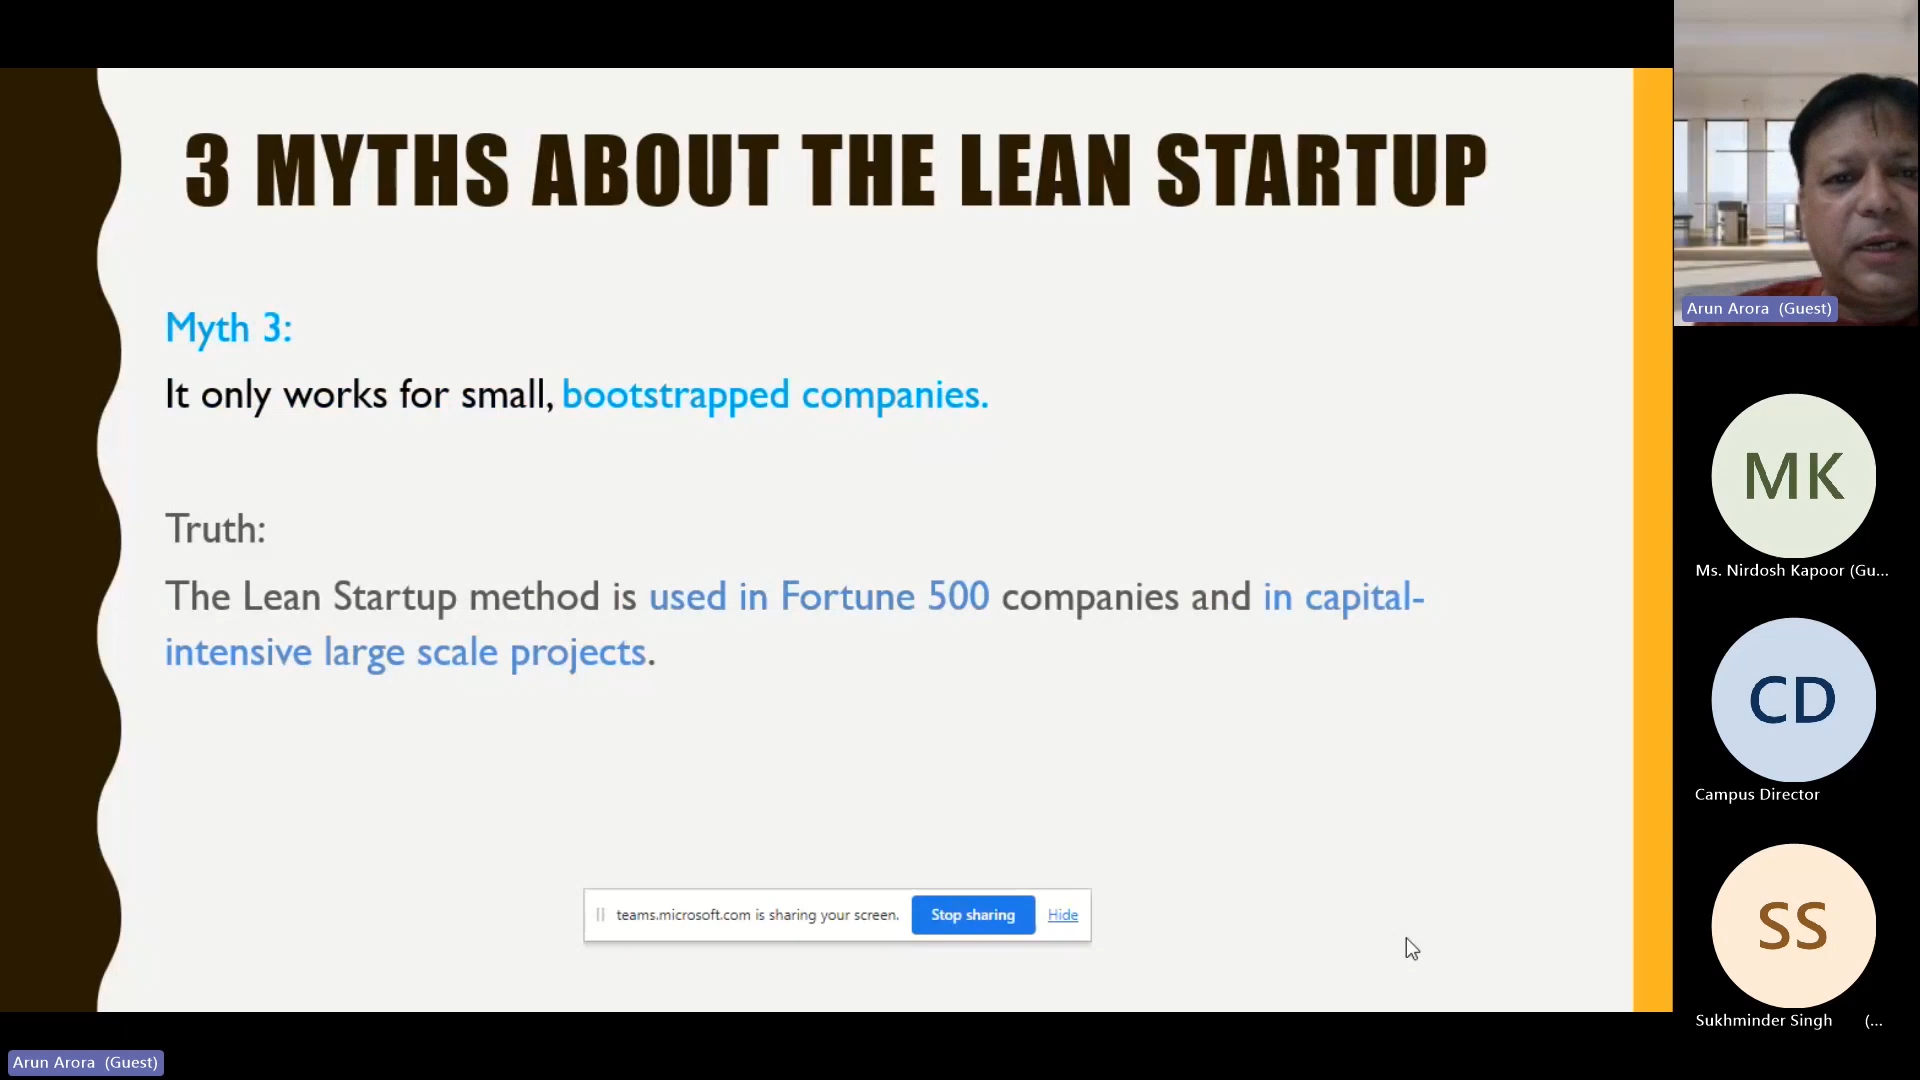 3 MYTHS ABOUT THE LEAN STARTUP
Myth 3:
It only works for small, bootstrapped companies.
Truth:
The Lean Startup method is used in Fortune 500 companies and in capital-
intensive large scale projects.
teams.microsoft.com is sharing your screen. Stop sharing Hide
Arun Arora (Guest)
MK
Ms. Nirdosh Kapoor (Gu...
CD
Campus Director
SS
Sukhminder Singh (...
Arun Arora (Guest)